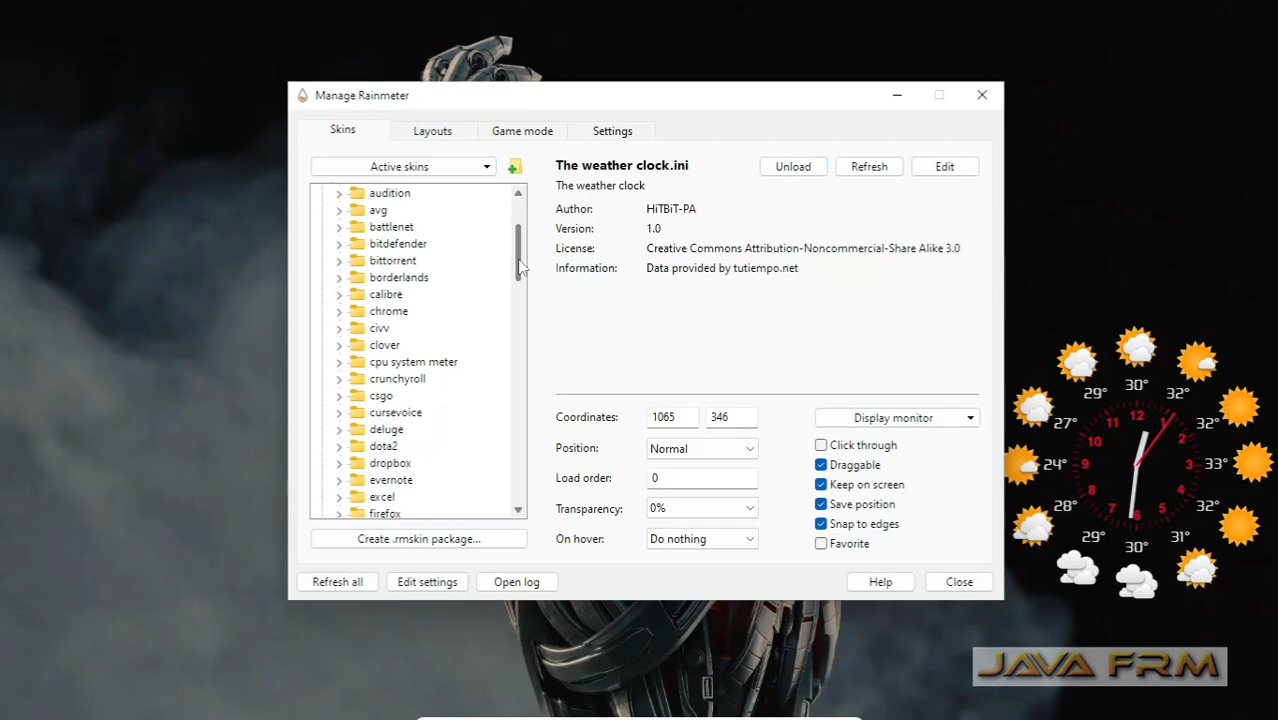 Manage Rainmeter
Skins
Layouts
Game mode
Settings
Active skins
audition
avg
battlenet
bitdefender
bittorrent
borderlands
calibre
chrome
civv
clover
cpu system meter
crunchyroll
csgo
cursevoice
deluge
dota2
dropbox
evernote
excel
firefox
Create .rmskin package...
The weather clock.ini
Unload
Refresh
Edit
The weather clock
Author: HiTBiT-PA
Version: 1.0
License: Creative Commons Attribution-Noncommercial-Share Alike 3.0
Information: Data provided by tutiempo.net
Coordinates: 1065 346
Position: Normal
Load order: 0
Transparency: 0%
On hover: Do nothing
Display monitor
Click through
Draggable
Keep on screen
Save position
Snap to edges
Favorite
Refresh all
Edit settings
Open log
Help
Close
30°
32°
32°
33°
32°
31°
30°
29°
28°
24°
27°
29°
12
1
2
3
4
5
6
7
8
9
10
11
JAVA FRM